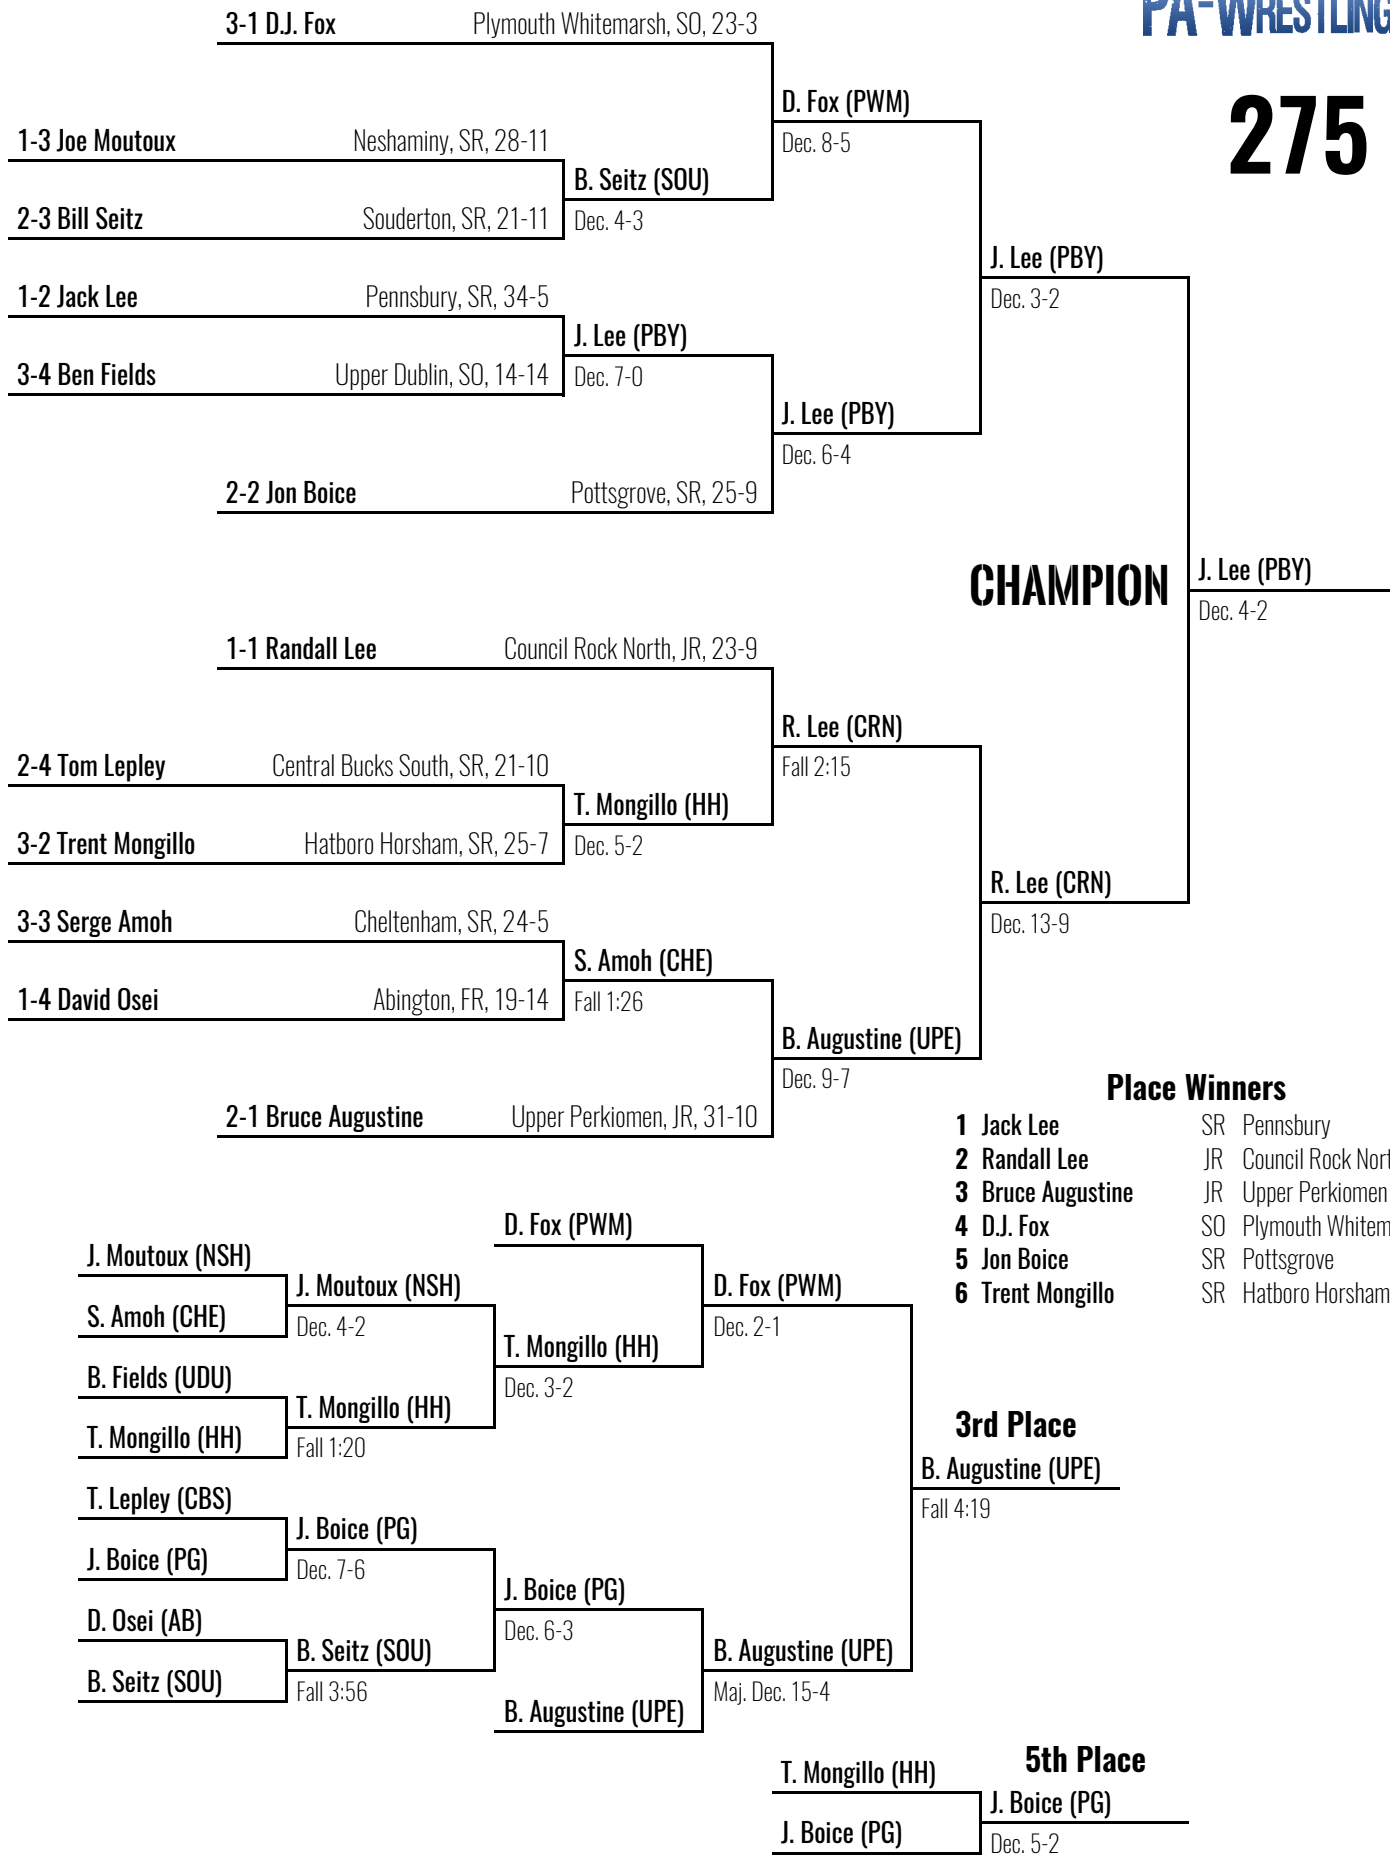 PA-WRESTLING
275
3-1 D.J. Fox Plymouth Whitemarsh, SO, 23-3
D. Fox (PWM)
Dec. 8-5
1-3 Joe Moutoux Neshaminy, SR, 28-11
B. Seitz (SOU)
Dec. 4-3
2-3 Bill Seitz Souderton, SR, 21-11
J. Lee (PBY)
Dec. 3-2
1-2 Jack Lee Pennsbury, SR, 34-5
J. Lee (PBY)
Dec. 7-0
3-4 Ben Fields Upper Dublin, SO, 14-14
J. Lee (PBY)
Dec. 6-4
2-2 Jon Boice Pottsgrove, SR, 25-9
CHAMPION
J. Lee (PBY)
Dec. 4-2
1-1 Randall Lee Council Rock North, JR, 23-9
R. Lee (CRN)
Fall 2:15
2-4 Tom Lepley Central Bucks South, SR, 21-10
T. Mongillo (HH)
Dec. 5-2
3-2 Trent Mongillo Hatboro Horsham, SR, 25-7
R. Lee (CRN)
Dec. 13-9
3-3 Serge Amoh Cheltenham, SR, 24-5
S. Amoh (CHE)
Fall 1:26
1-4 David Osei Abington, FR, 19-14
B. Augustine (UPE)
Dec. 9-7
2-1 Bruce Augustine Upper Perkiomen, JR, 31-10
Place Winners
1 Jack Lee SR Pennsbury
2 Randall Lee JR Council Rock Nort
3 Bruce Augustine JR Upper Perkiomen
4 D.J. Fox SO Plymouth Whitem
5 Jon Boice SR Pottsgrove
6 Trent Mongillo SR Hatboro Horsham
D. Fox (PWM)
J. Moutoux (NSH)
J. Moutoux (NSH)
Dec. 4-2
S. Amoh (CHE)
D. Fox (PWM)
Dec. 2-1
T. Mongillo (HH)
Dec. 3-2
B. Fields (UDU)
T. Mongillo (HH)
Fall 1:20
T. Mongillo (HH)
3rd Place
B. Augustine (UPE)
Fall 4:19
T. Lepley (CBS)
J. Boice (PG)
Dec. 7-6
J. Boice (PG)
J. Boice (PG)
Dec. 6-3
D. Osei (AB)
B. Seitz (SOU)
Fall 3:56
B. Seitz (SOU)
B. Augustine (UPE)
Maj. Dec. 15-4
B. Augustine (UPE)
5th Place
T. Mongillo (HH)
J. Boice (PG)
Dec. 5-2
J. Boice (PG)